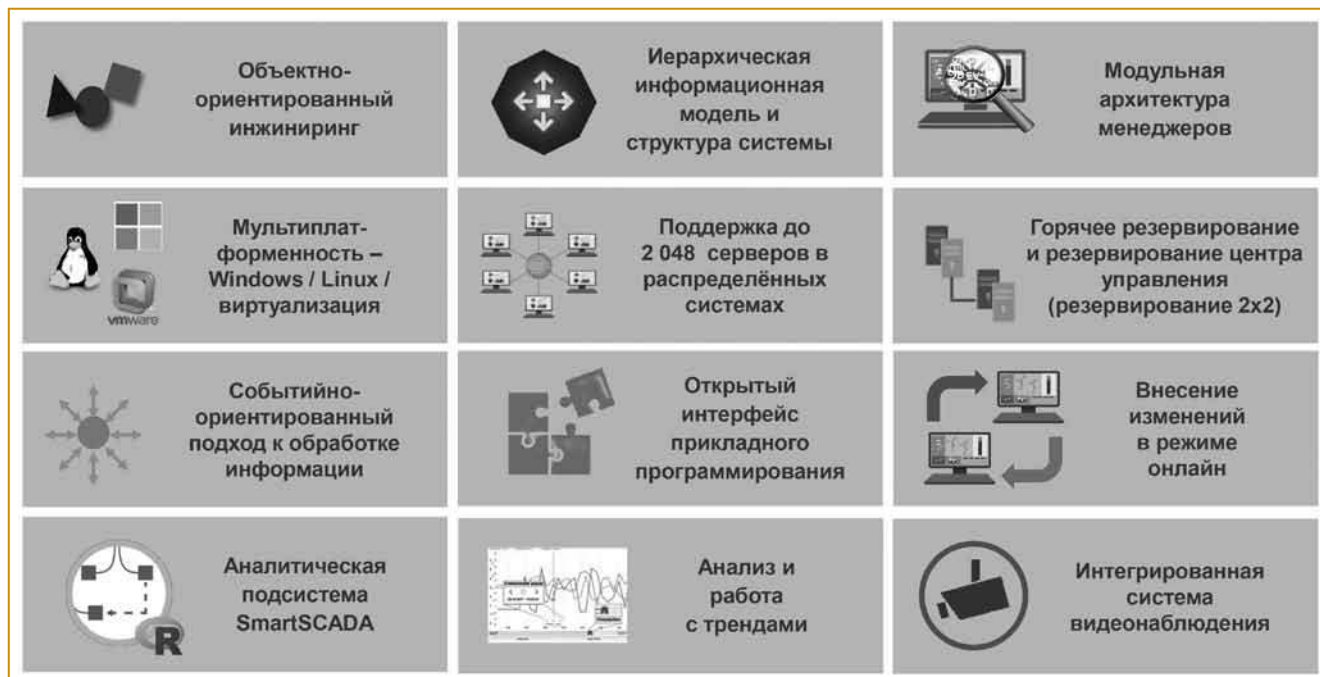 Объектно-
ориентированный
инжиниринг
Иерархическая
информационная
модель и
структура системы
Модульная
архитектура
менеджеров
Мультиплат-
форменность –
Windows / Linux /
виртуализация
vmware
Поддержка до
2 048 серверов в
распределённых
системах
Горячее резервирование
и резервирование центра
управления
(резервирование 2x2)
Событийно-
ориентированный
подход к обработке
информации
Открытый
интерфейс
прикладного
программирования
Внесение
изменений
в режиме
онлайн
Аналитическая
подсистема
SmartSCADA
R
Анализ и
работа
с трендами
Интегрированная
система
видеонаблюдения